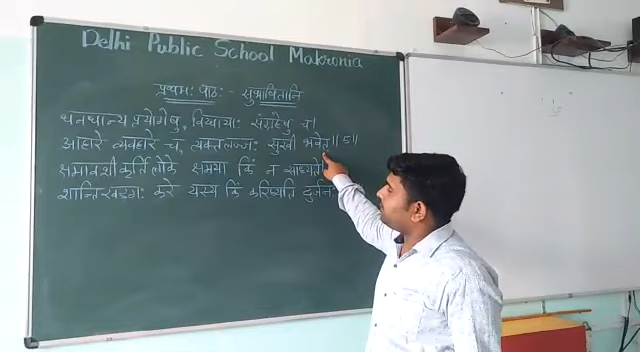 Delhi Public School Makronia
प्रथमः पाठः - सुभाषितानि
धनधान्य प्रयोगेषु, विद्यायाः संग्रहेषु च।
आहारे व्यवहारे च, त्यक्तलज्जः सुखी भवेत् ॥5॥
क्षमावशीकृर्तिलोके क्षमया किं न साध्यते
शान्तिखड्गः करे यस्य किं करिष्यति दुर्जनः